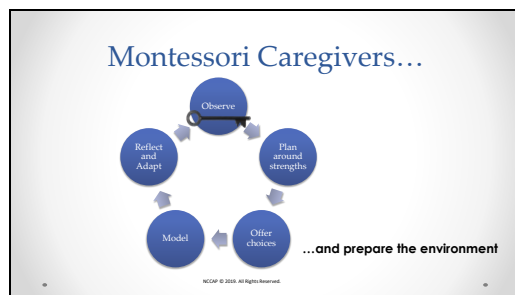 Montessori Caregivers…
Observe
Plan
around
strengths
Offer
choices
Model
Reflect
and
Adapt
…and prepare the environment
NCCAP © 2019. All Rights Reserved.